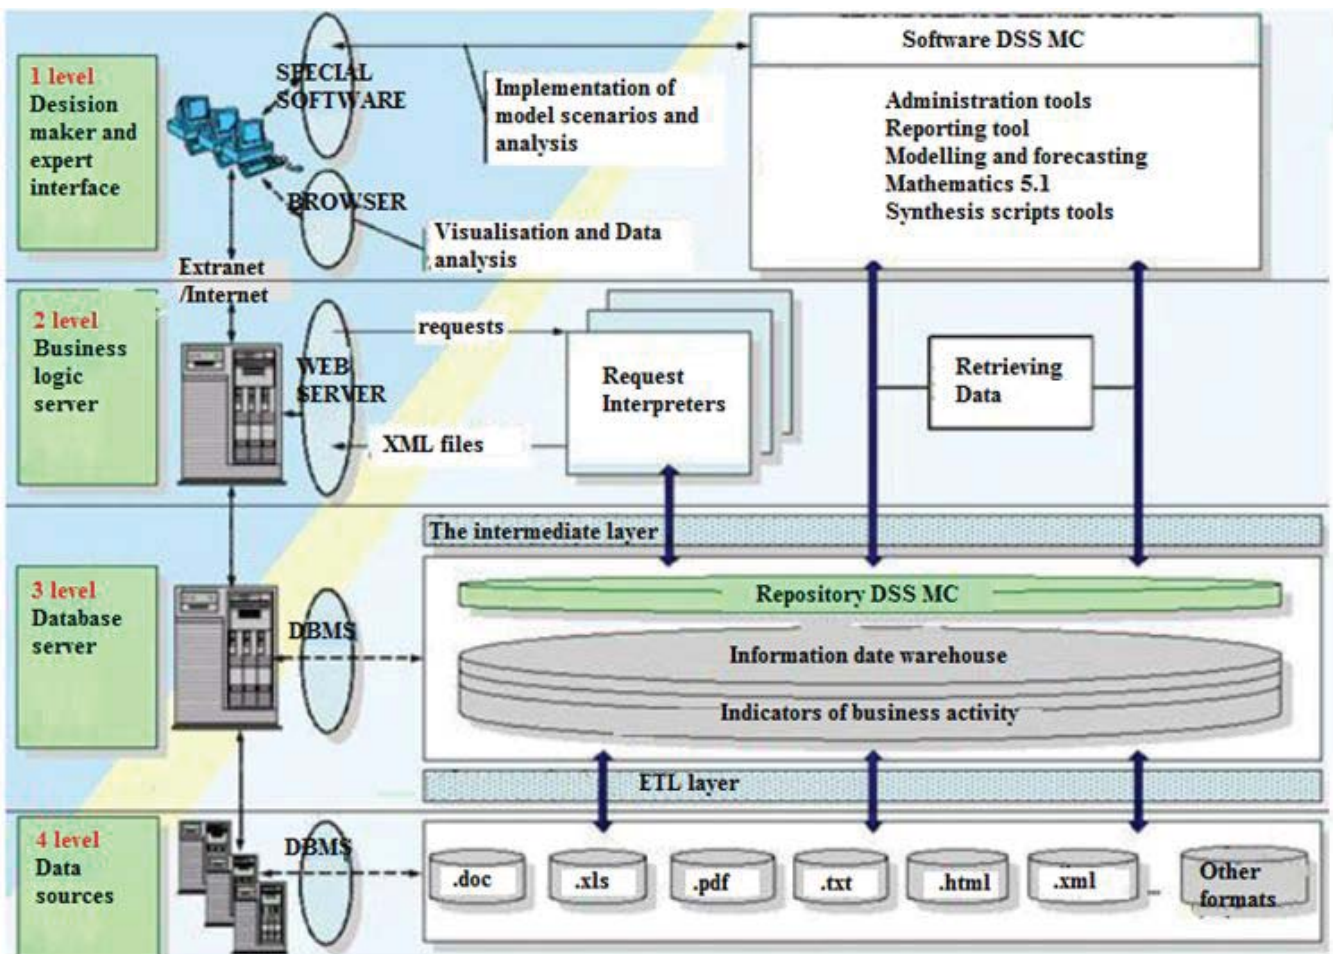 Software DSS MC
1 level
Desision
maker and
expert
interface
SPECIAL
SOFTWARE
Implementation of
model scenarios and
analysis
Administration tools
Reporting tool
Modelling and forecasting
Mathematics 5.1
Synthesis scripts tools
BROWSER
Visualisation and Data
analysis
Extranet
/Internet
2 level
Business
logic
server
WEB
SERVER
requests
XML files
Request
Interpreters
Retrieving
Data
The intermediate layer
3 level
Database
server
DBMS
Repository DSS MC
Information date warehouse
Indicators of business activity
ETL layer
4 level
Data
sources
DBMS
.doc
.xls
.pdf
.txt
.html
.xml
...
Other
formats